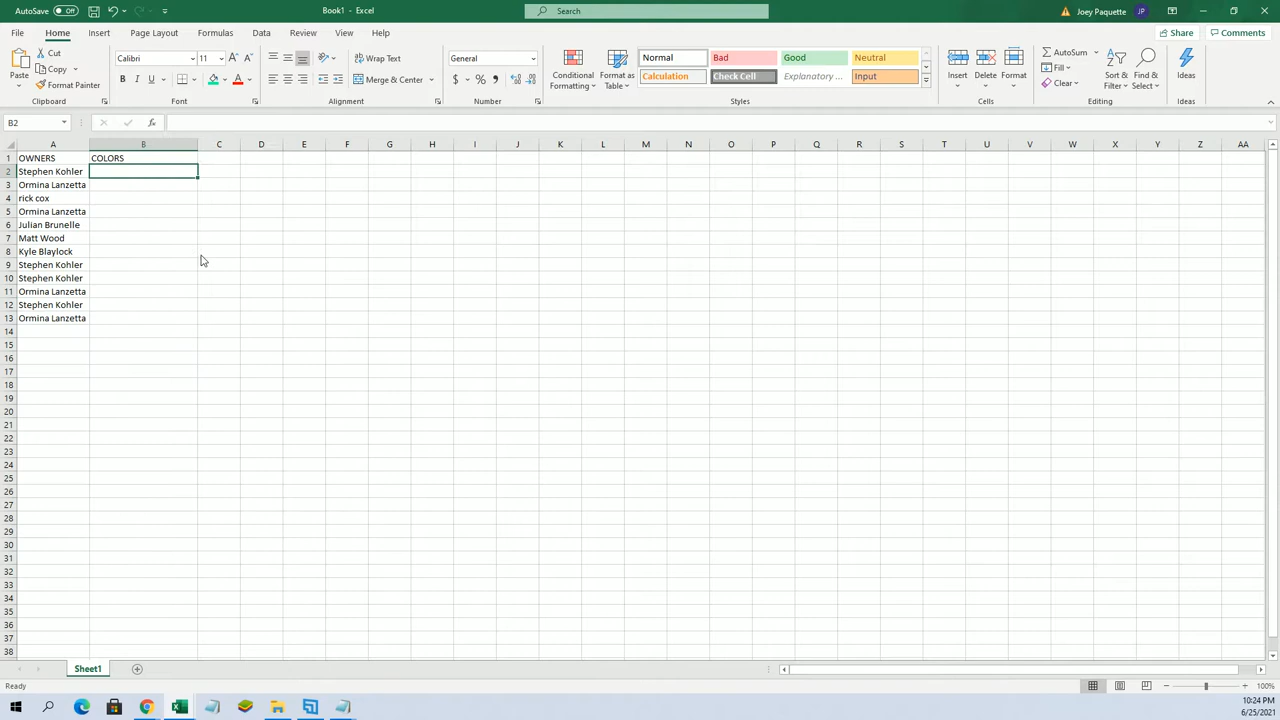 AutoSave Off Book1 - Excel Search Joey Paquette JP
File Home Insert Page Layout Formulas Data Review View Help Share Comments
Paste Cut Copy Format Painter Clipboard
Calibri 11 A A B I U A Font
Wrap Text Merge & Center Alignment
General $ % , Number
Conditional Formatting Format as Table
Normal Bad Good Neutral
Calculation Check Cell Explanatory ... Input
Styles
Insert Delete Format Cells
AutoSum Fill Clear Sort & Filter Find & Select Editing
Ideas Ideas
B2 fx
A B C D E F G H I J K L M N O P Q R S T U V W X Y Z AA
1 OWNERS COLORS
2 Stephen Kohler
3 Ormina Lanzetta
4 rick cox
5 Ormina Lanzetta
6 Julian Brunelle
7 Matt Wood
8 Kyle Blaylock
9 Stephen Kohler
10 Stephen Kohler
11 Ormina Lanzetta
12 Stephen Kohler
13 Ormina Lanzetta
14
15
16
17
18
19
20
21
22
23
24
25
26
27
28
29
30
31
32
33
34
35
36
37
38
Sheet1
Ready 100%
10:24 PM
6/25/2021